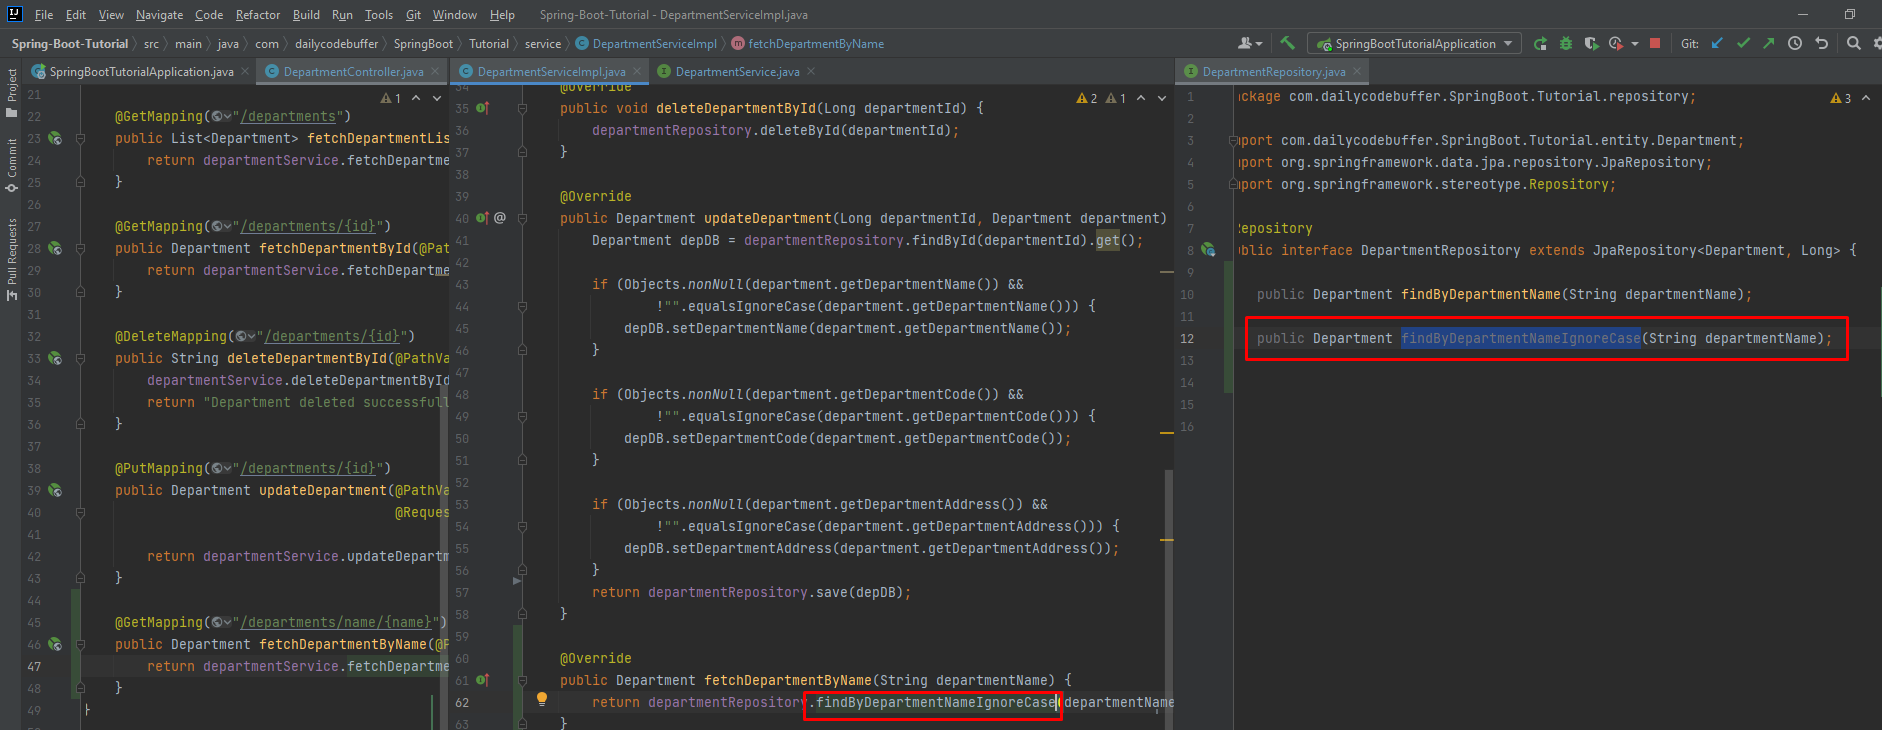 File Edit View Navigate Code Refactor Build Run Tools Git Window Help Spring-Boot-Tutorial - DepartmentServiceImpl.java
Spring-Boot-Tutorial src main java com dailycodebuffer SpringBoot Tutorial service DepartmentServiceImpl fetchDepartmentByName SpringBootTutorialApplication Git:
SpringBootTutorialApplication.java DepartmentController.java DepartmentServiceImpl.java DepartmentService.java DepartmentRepository.java
Project
Commit
Pull Requests
1
21
22 @GetMapping("/departments")
23 public List<Department> fetchDepartmentLis
24 return departmentService.fetchDepartme
25 }
26
27 @GetMapping("/departments/{id}")
28 public Department fetchDepartmentById(@Pat
29 return departmentService.fetchDepartme
30 }
31
32 @DeleteMapping("/departments/{id}")
33 public String deleteDepartmentById(@PathVa
34 departmentService.deleteDepartmentById
35 return "Department deleted successfull
36 }
37
38 @PutMapping("/departments/{id}")
39 public Department updateDepartment(@PathVa
40 @Reques
41
42 return departmentService.updateDepartm
43 }
44
45 @GetMapping("/departments/name/{name}")
46 public Department fetchDepartmentByName(@P
47 return departmentService.fetchDepartme
48 }
49 }
2 1
34 @Override
35 public void deleteDepartmentById(Long departmentId) {
36 departmentRepository.deleteById(departmentId);
37 }
38
39 @Override
40 @ public Department updateDepartment(Long departmentId, Department department)
41 Department depDB = departmentRepository.findById(departmentId).get();
42
43 if (Objects.nonNull(department.getDepartmentName()) &&
44 !"".equalsIgnoreCase(department.getDepartmentName())) {
45 depDB.setDepartmentName(department.getDepartmentName());
46 }
47
48 if (Objects.nonNull(department.getDepartmentCode()) &&
49 !"".equalsIgnoreCase(department.getDepartmentCode())) {
50 depDB.setDepartmentCode(department.getDepartmentCode());
51 }
52
53 if (Objects.nonNull(department.getDepartmentAddress()) &&
54 !"".equalsIgnoreCase(department.getDepartmentAddress())) {
55 depDB.setDepartmentAddress(department.getDepartmentAddress());
56 }
57 return departmentRepository.save(depDB);
58 }
59
60 @Override
61 public Department fetchDepartmentByName(String departmentName) {
62 return departmentRepository.findByDepartmentNameIgnoreCase(departmentName
63 }
3
1 ckage com.dailycodebuffer.SpringBoot.Tutorial.repository;
2
3 port com.dailycodebuffer.SpringBoot.Tutorial.entity.Department;
4 port org.springframework.data.jpa.repository.JpaRepository;
5 port org.springframework.stereotype.Repository;
6
7 Repository
8 blic interface DepartmentRepository extends JpaRepository<Department, Long> {
9
10 public Department findByDepartmentName(String departmentName);
11
12 public Department findByDepartmentNameIgnoreCase(String departmentName);
13
14
15
16